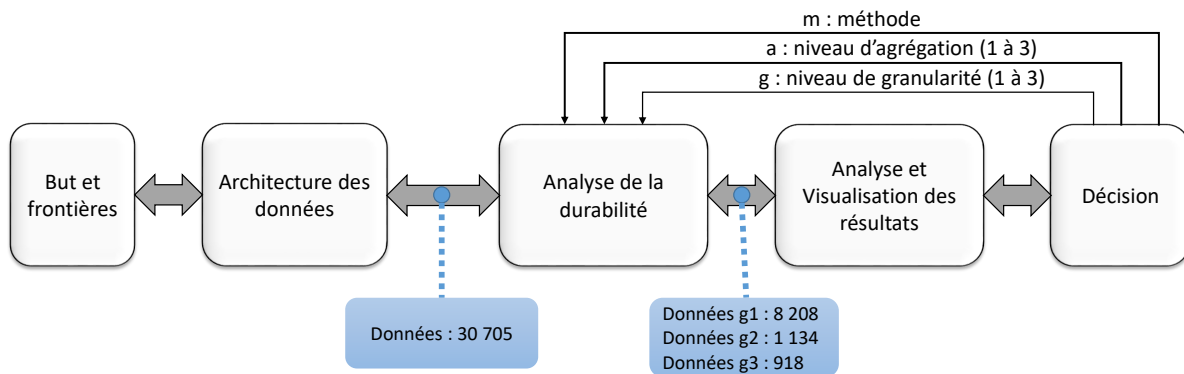 m : méthode
a : niveau d’agrégation (1 à 3)
g : niveau de granularité (1 à 3)
But et
frontières
Architecture des
données
Analyse de la
durabilité
Analyse et
Visualisation des
résultats
Décision
Données : 30 705
Données g1 : 8 208
Données g2 : 1 134
Données g3 : 918